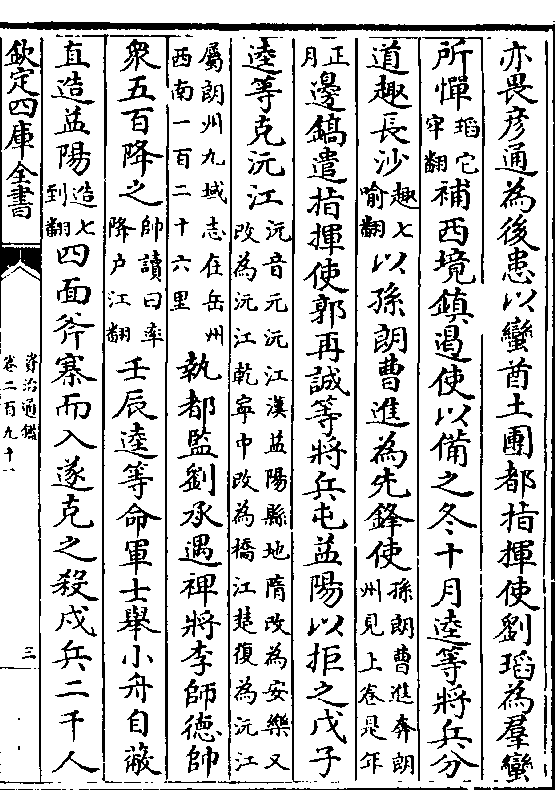 亦畏彦通為後患以蠻酋土團都指揮使劉瑫為羣蠻
所憚瑫它牢翻補西境鎮遏使以備之冬十月逵等將兵分
道趣長沙趣七喻翻以孫朗曹進為先鋒使孫朗曹進奔朗州見上卷是年
正月邊鎬遣指揮使郭再誠等將兵屯益陽以拒之戊子
逵等克沅江沅音元沅江漢益陽縣地隋改為安樂又改為沅江乾寧中改為橋江楚復為沅江
屬朗州九域志在岳州西南一百二十六里執都監劉承遇裨將李師德帥
衆五百降之帥讀曰率降户江翻壬辰逵等命軍士舉小舟自蔽
直造益陽造七到翻四面斧寨而入遂克之殺戍兵二千人
欽定四庫全書
資治通鑑
卷二百九十一
三